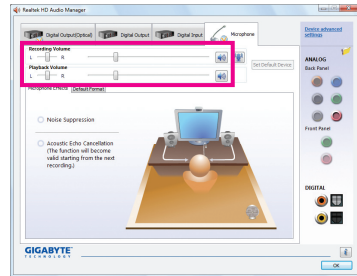 Realtek HD Audio Manager
Digital Output(Optical)
Digital Output
Digital Input
Microphone
Device advanced
settings
Recording Volume
L
R
Set Default Device
Playback Volume
L
R
ANALOG
Back Panel
Microphone Effects
Default Format
Noise Suppression
Acoustic Echo Cancellation
(The function will become
valid starting from the next
recording.)
Front Panel
DIGITAL
GIGABYTE
TECHNOLOGY
OK